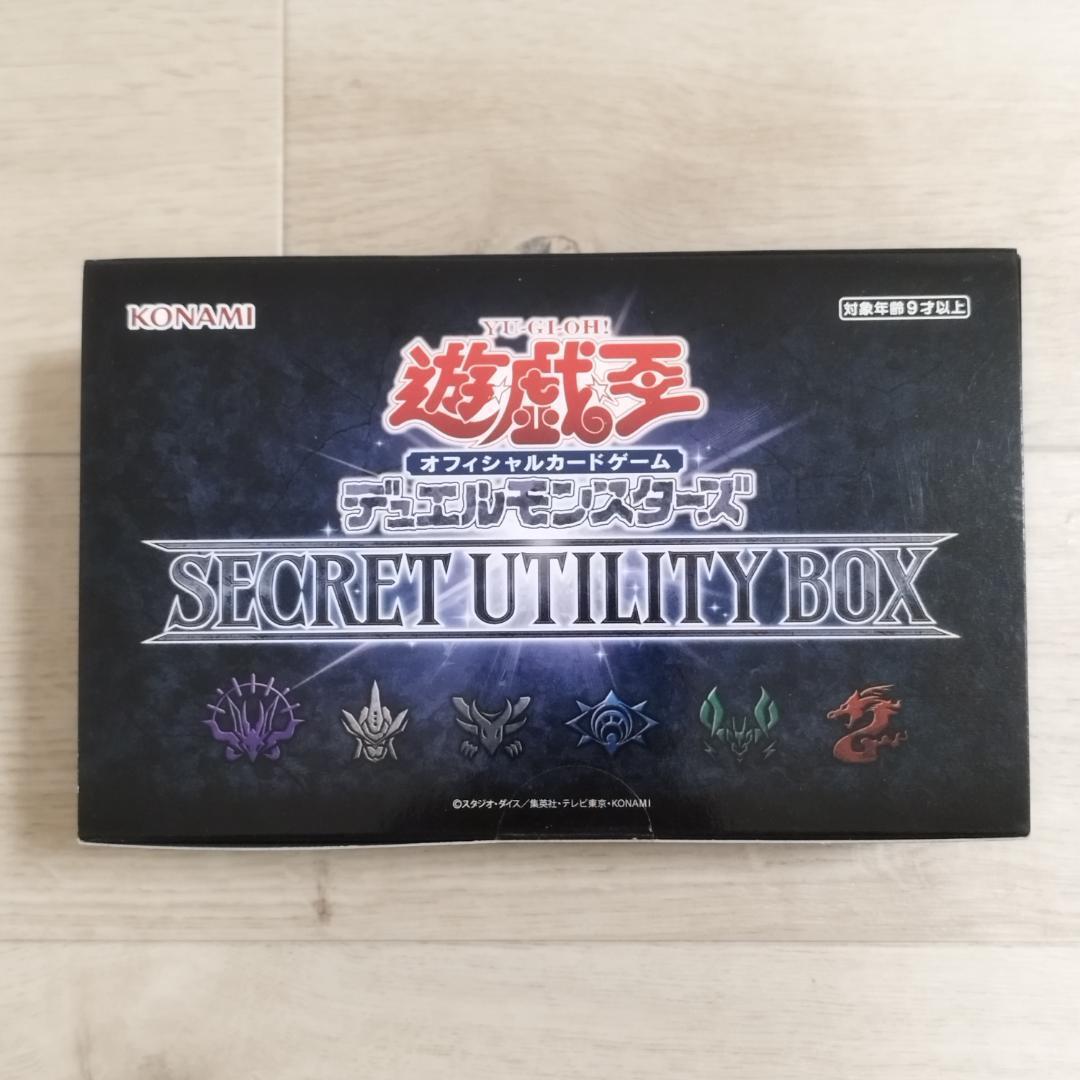 KONAMI
対象年齢9才以上
YU-GI-OH!
遊☆戯☆王
オフィシャルカードゲーム
デュエルモンスターズ
SECRET UTILITY BOX
©スタジオ・ダイス／集英社・テレビ東京・KONAMI